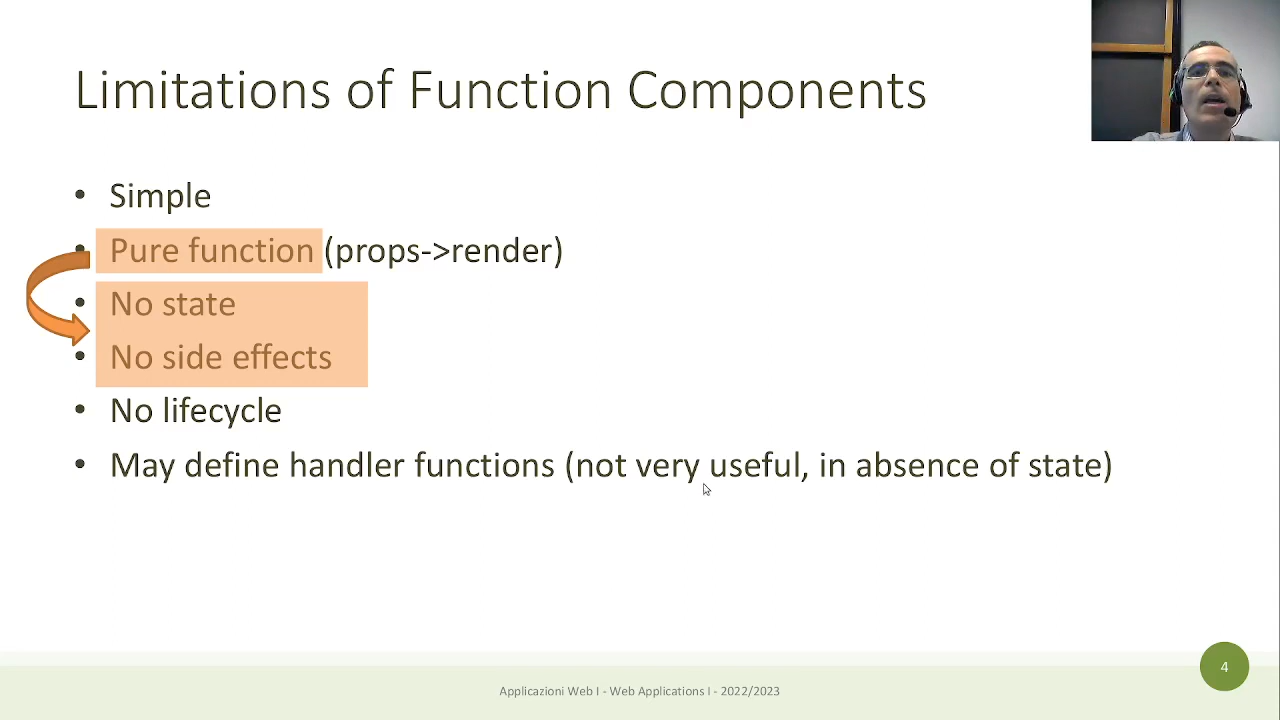 Limitations of Function Components
• Simple
• Pure function (props->render)
• No state
• No side effects
• No lifecycle
• May define handler functions (not very useful, in absence of state)
4
Applicazioni Web I - Web Applications I - 2022/2023